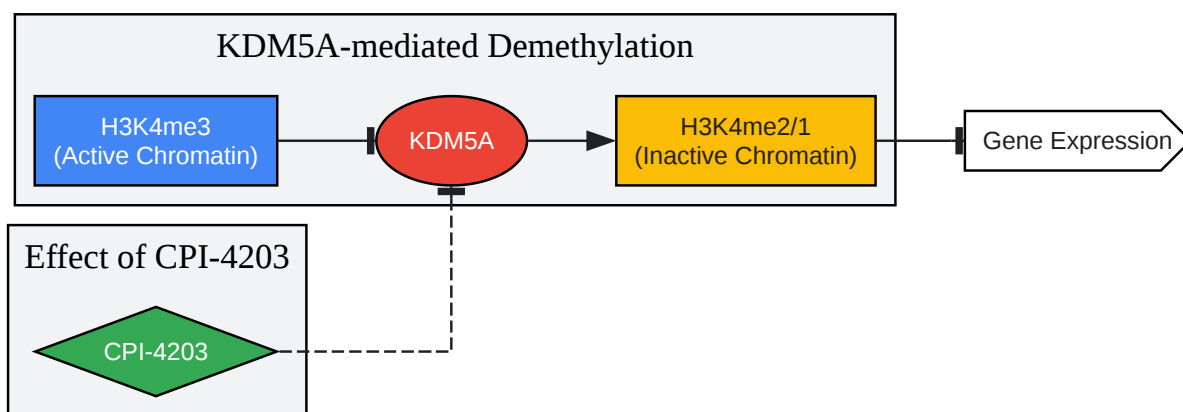 KDM5A-mediated Demethylation
H3K4me3
(Active Chromatin)
KDM5A
H3K4me2/1
(Inactive Chromatin)
Gene Expression
Effect of CPI-4203
CPI-4203